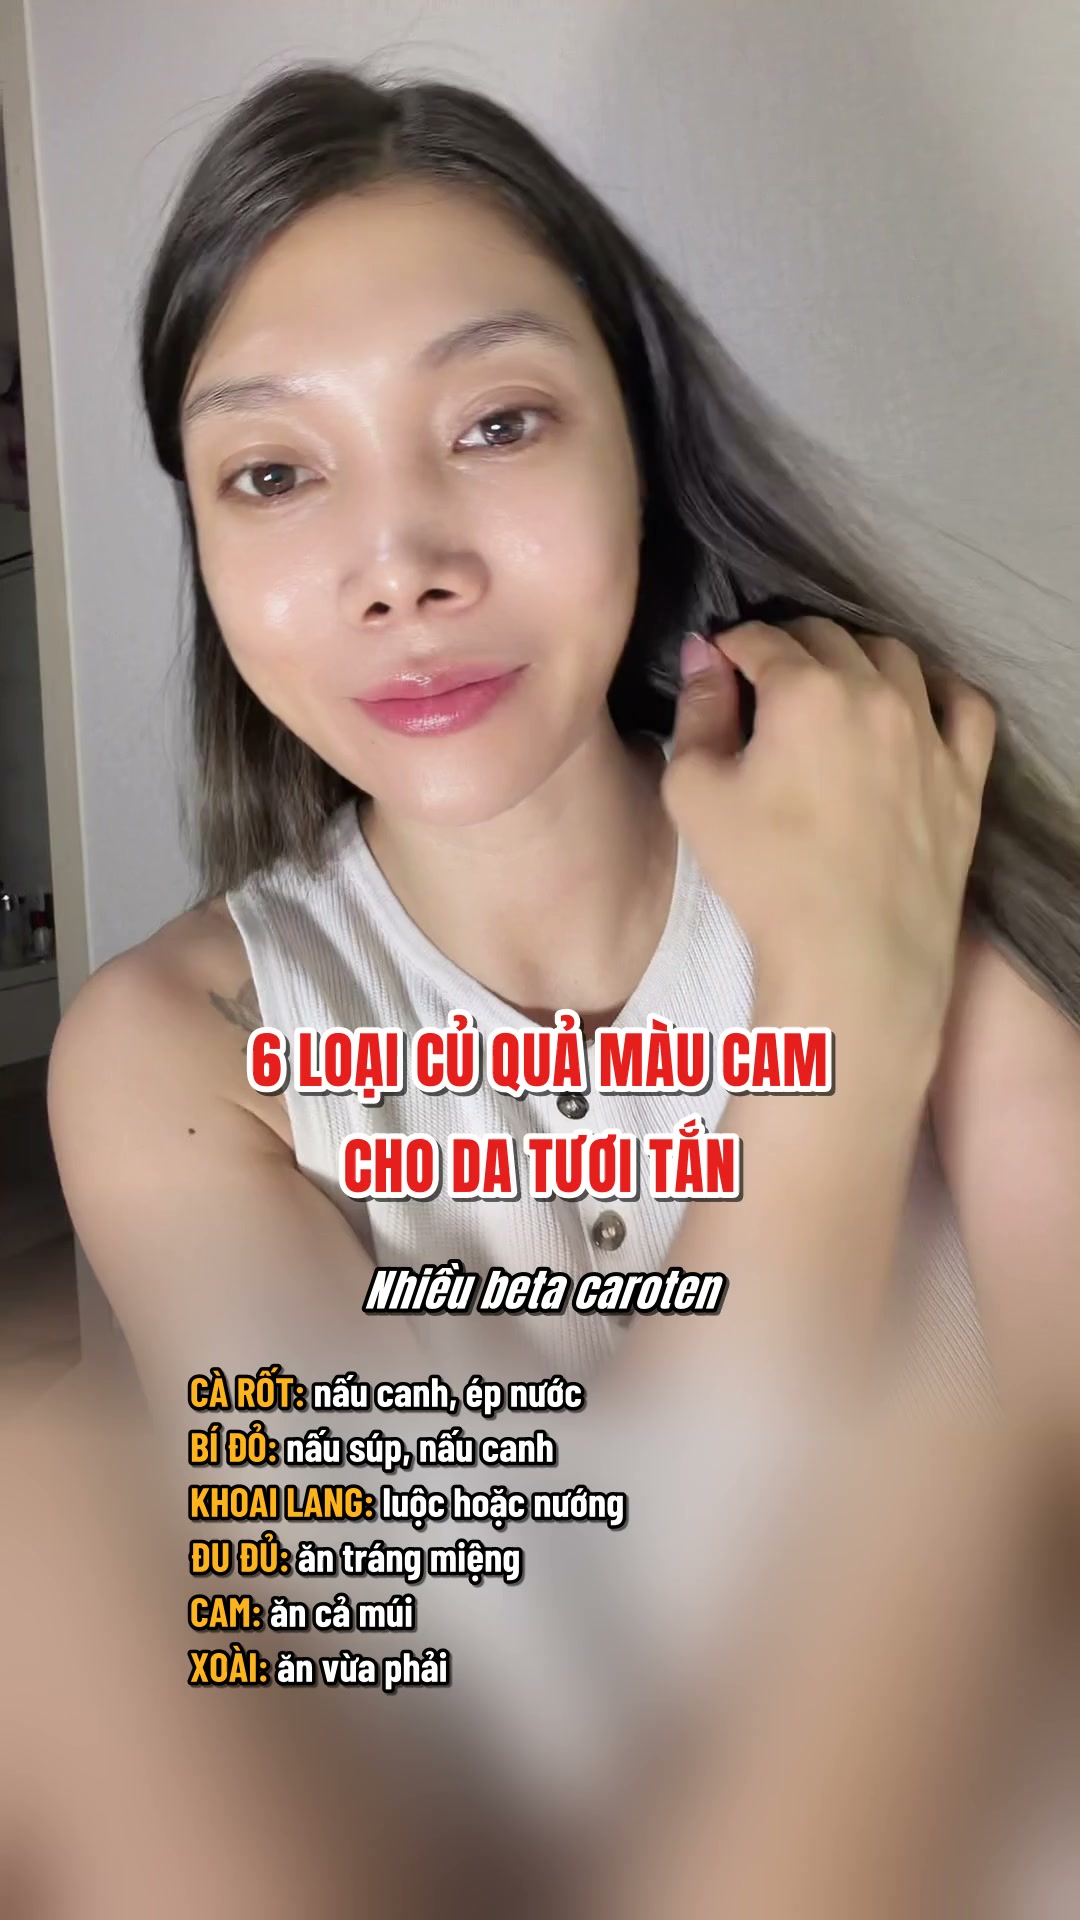 6 LOẠI CỦ QUẢ MÀU CAM
CHO DA TƯƠI TẮN
Nhiều beta caroten
CÀ RỐT: nấu canh, ép nước
BÍ ĐỎ: nấu súp, nấu canh
KHOAI LANG: luộc hoặc nướng
ĐU ĐỦ: ăn tráng miệng
CAM: ăn cả múi
XOÀI: ăn vừa phải